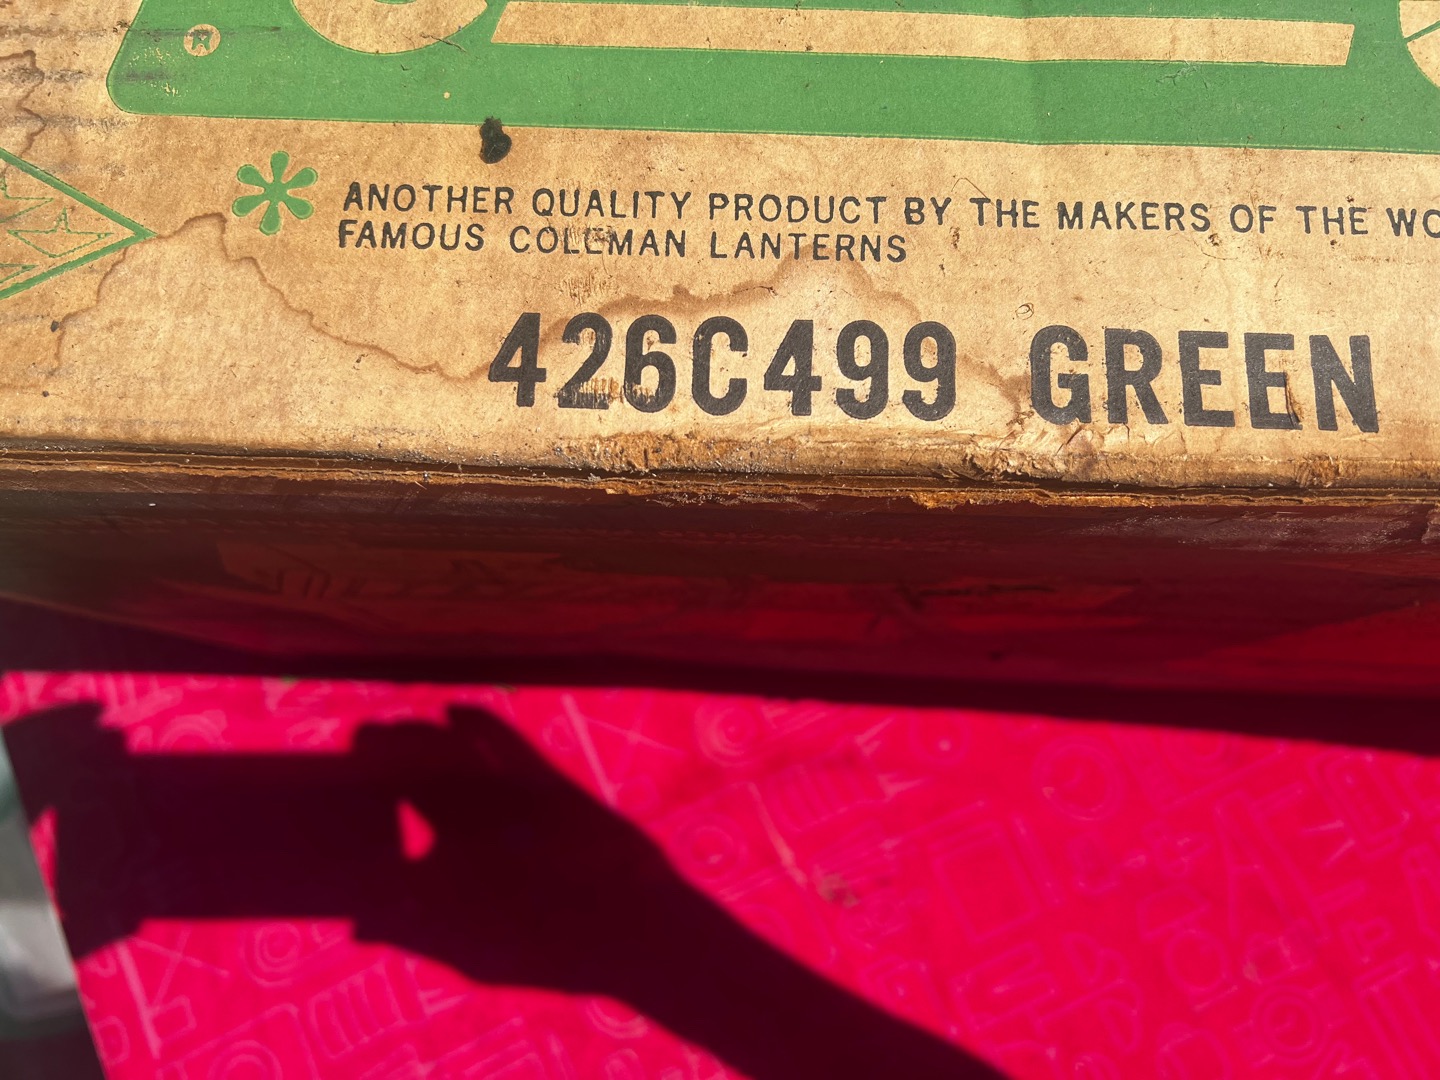 ANOTHER QUALITY PRODUCT BY THE MAKERS OF THE
FAMOUS COLEMAN LANTERNS
426C499 GREEN